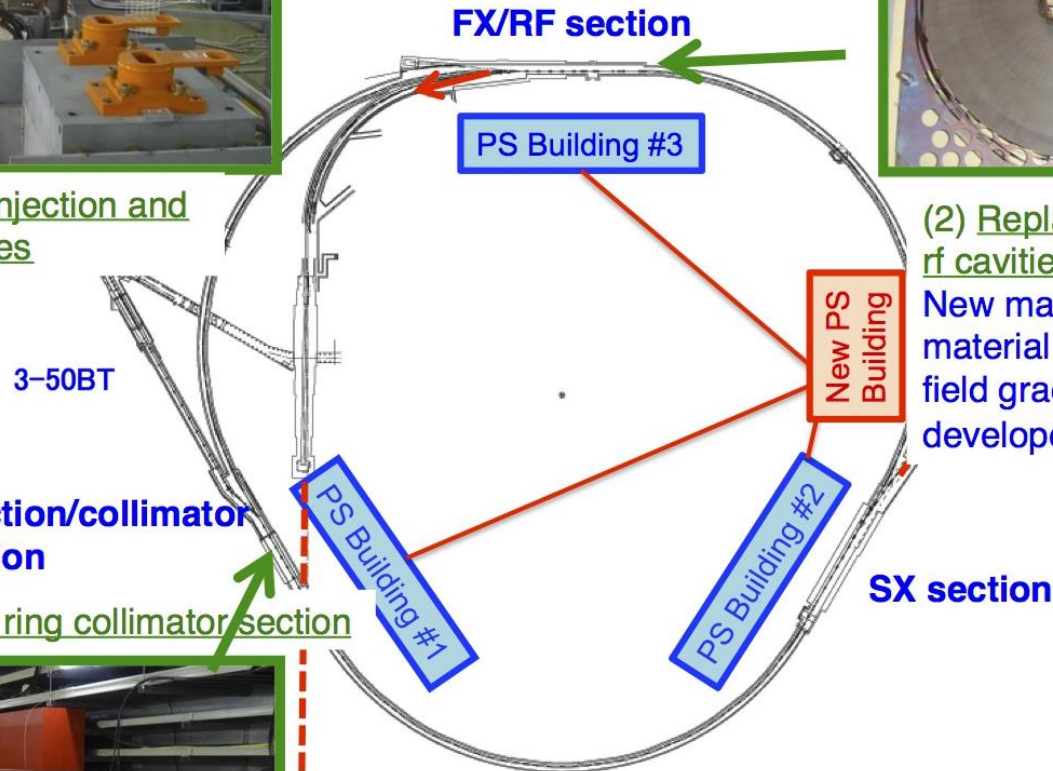 FX/RF section
PS Building #3
njection and
es
(2) Repla
rf cavitie
New ma
material
field grad
develope
New PS
Building
3-50BT
PS Building #1
PS Building #2
ction/collimator
on
SX section
ring collimator section